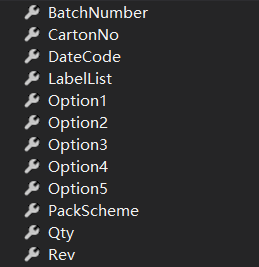 BatchNumber
CartonNo
DateCode
LabelList
Option1
Option2
Option3
Option4
Option5
PackScheme
Qty
Rev